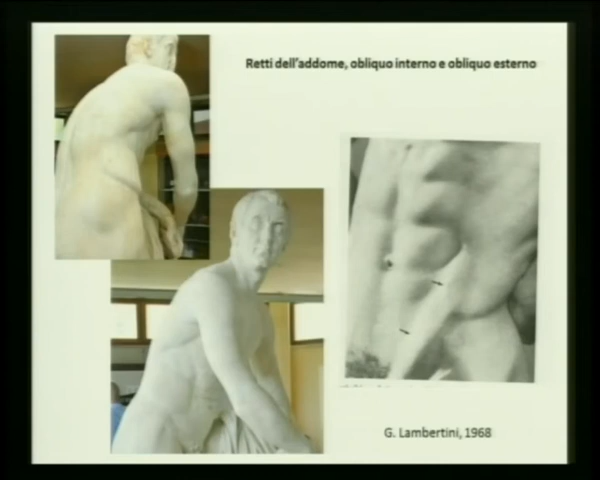 Retti dell'addome, obliquo interno e obliquo esterno
G. Lambertini, 1968